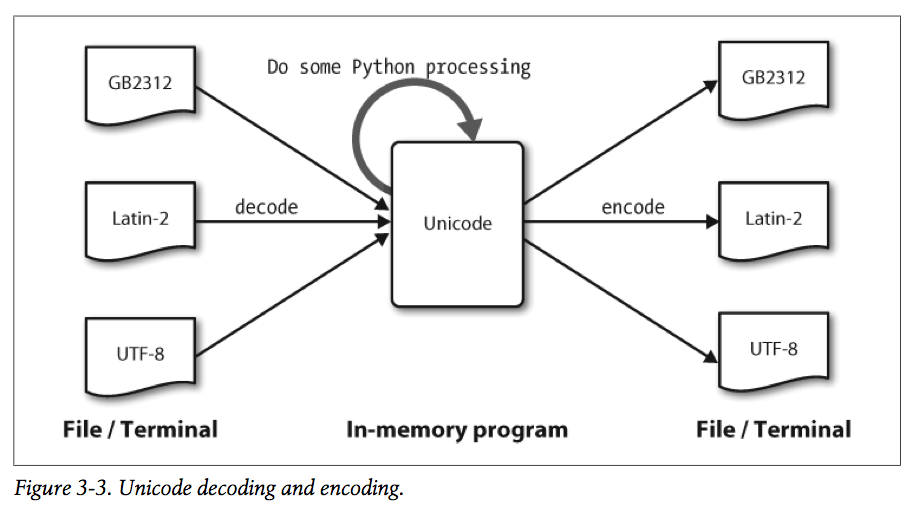 Do some Python processing
GB2312
GB2312
Latin-2
decode
Unicode
encode
Latin-2
UTF-8
UTF-8
File / Terminal
In-memory program
File / Terminal
Figure 3-3. Unicode decoding and encoding.